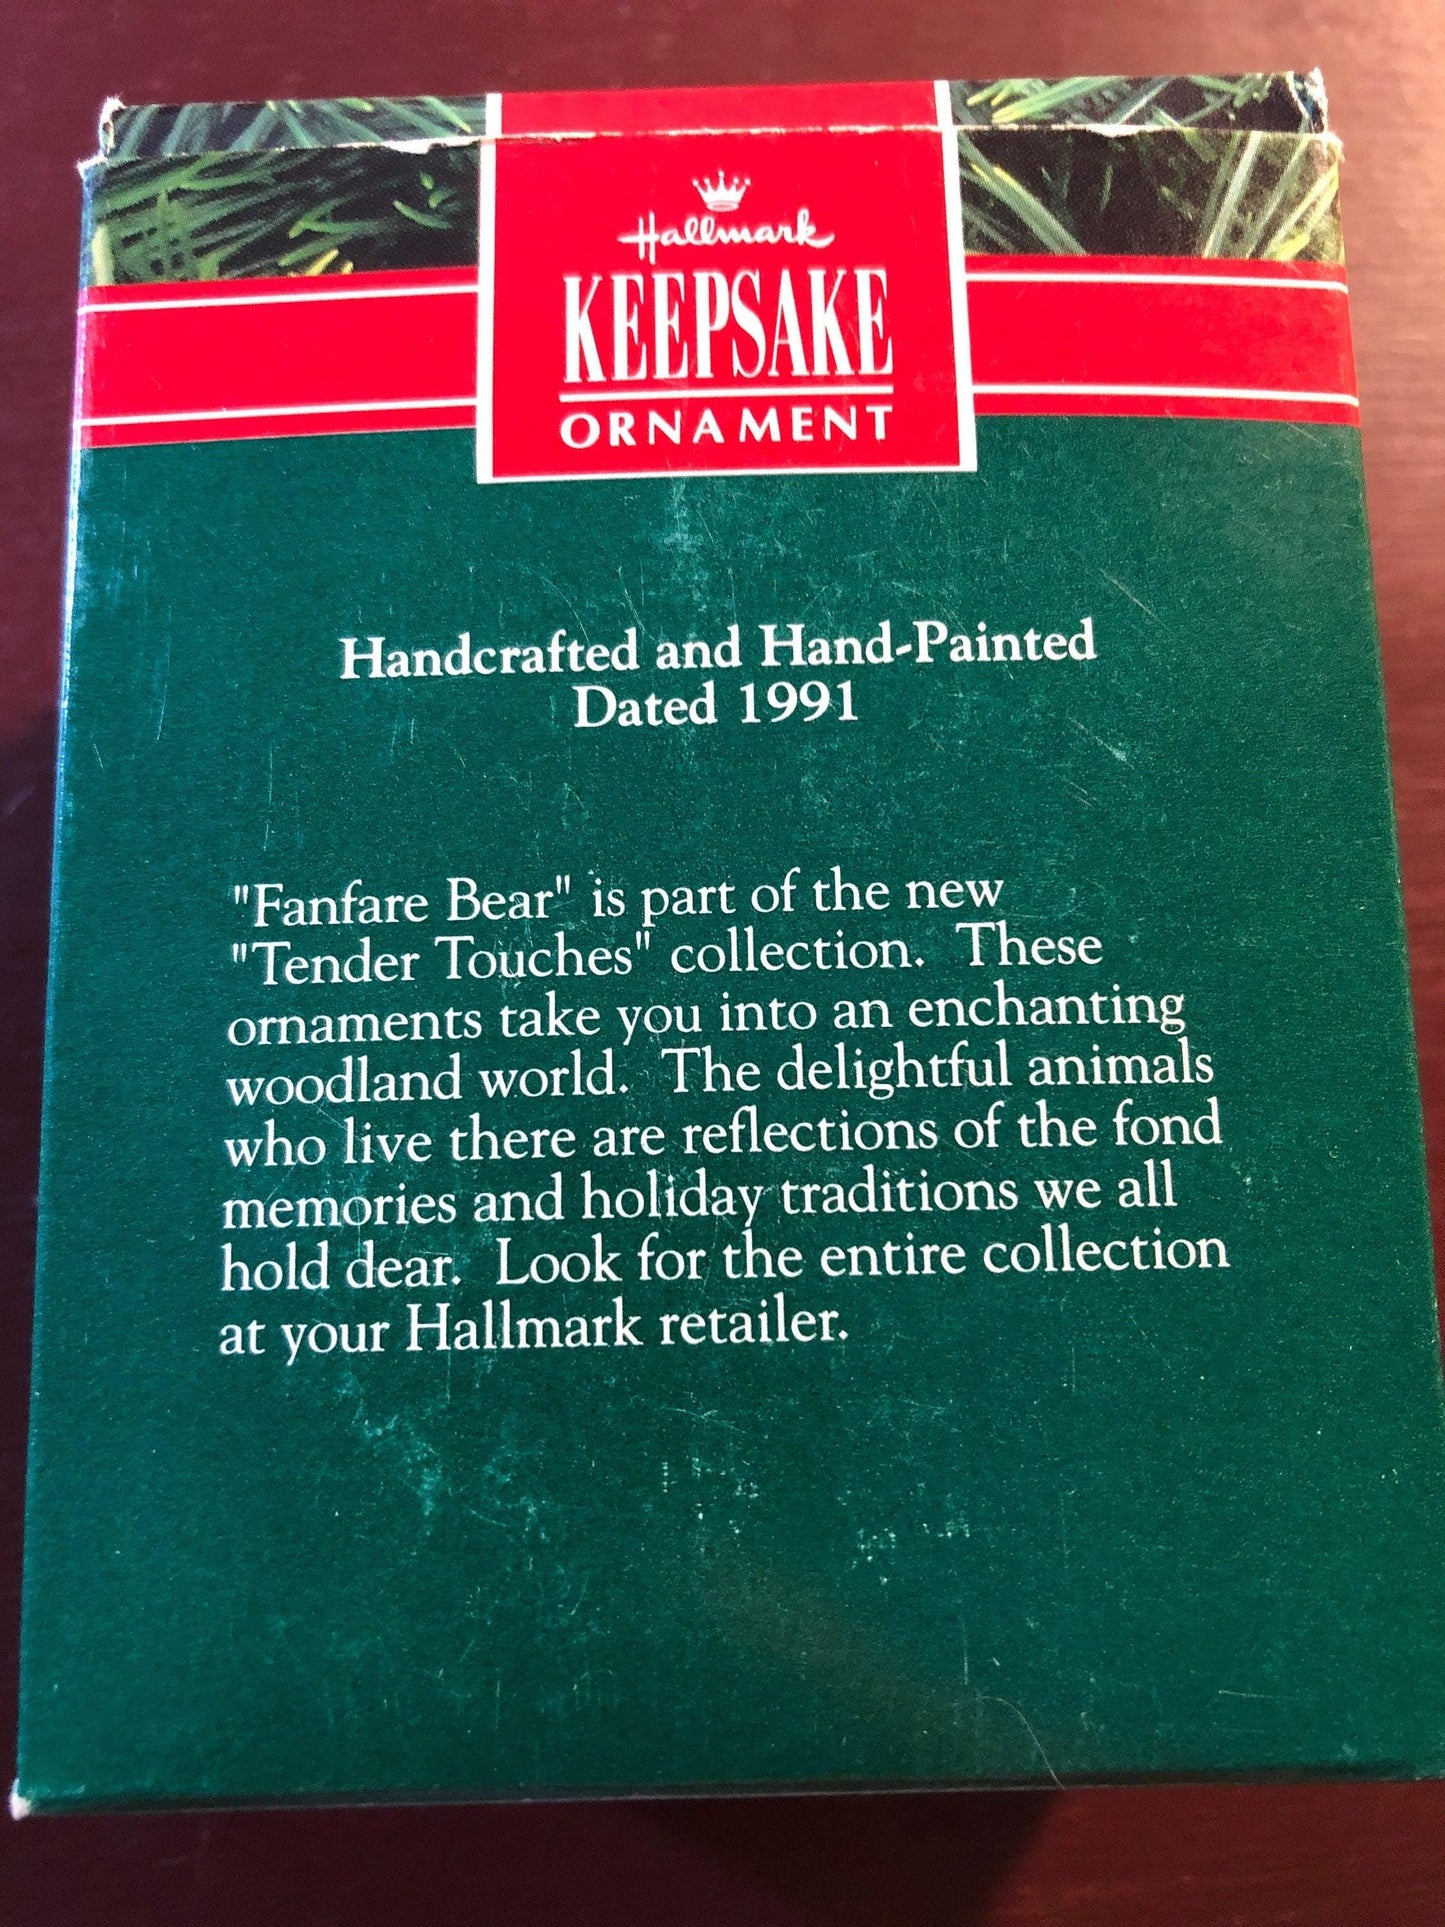 Hallmark
KEEPSAKE
ORNAMENT
Handcrafted and Hand-Painted
Dated 1991
"Fanfare Bear" is part of the new
"Tender Touches" collection.  These
ornaments take you into an enchanting
woodland world.  The delightful animals
who live there are reflections of the fond
memories and holiday traditions we all
hold dear.  Look for the entire collection
at your Hallmark retailer.